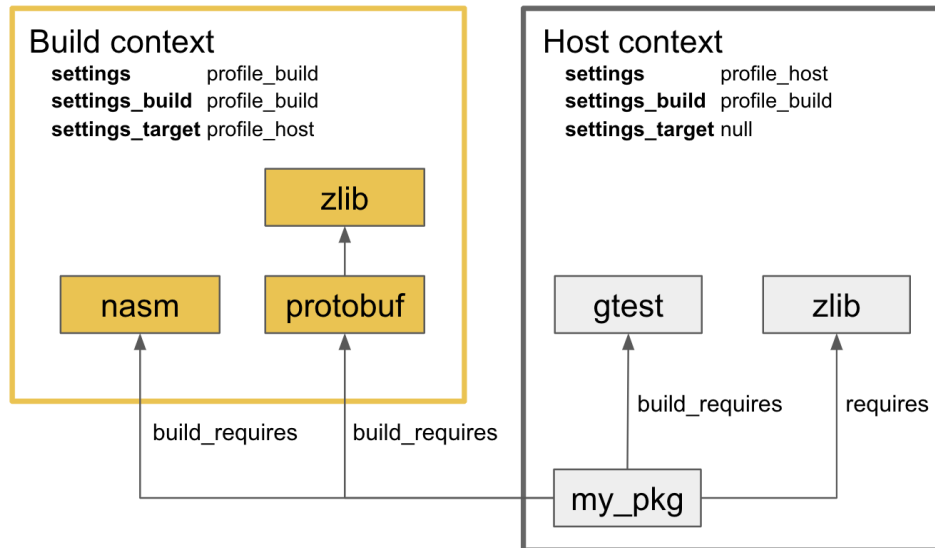 Build context
settings profile_build
settings_build profile_build
settings_target profile_host
zlib
nasm
protobuf
build_requires
build_requires
Host context
settings profile_host
settings_build profile_build
settings_target null
gtest
zlib
build_requires
requires
my_pkg